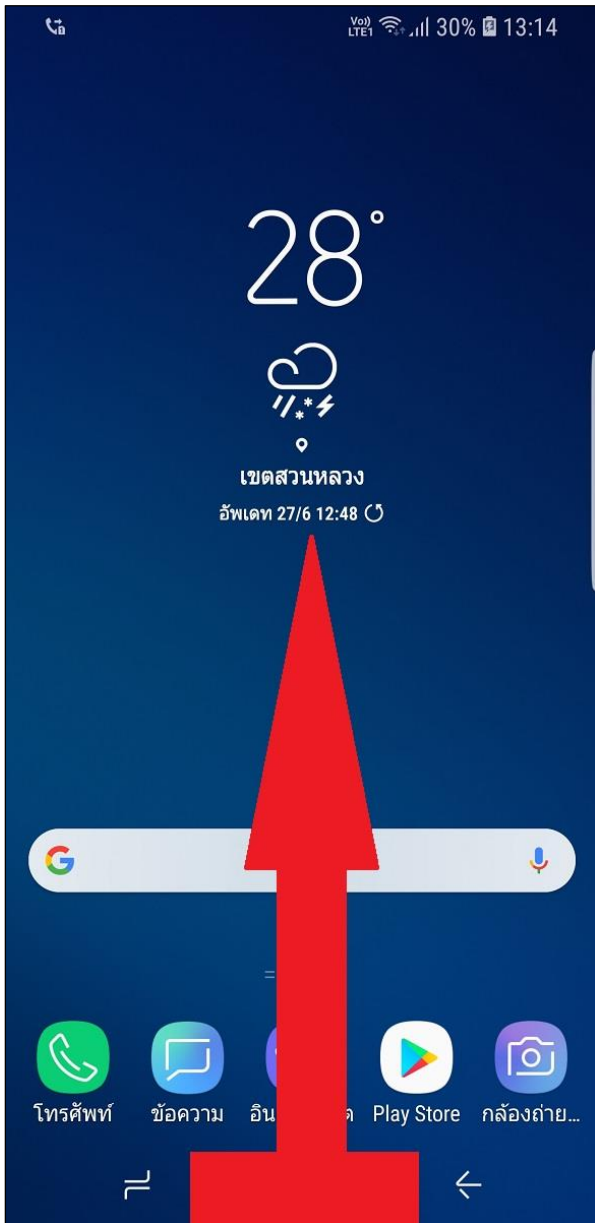 Vo)) LTE1 30% 13:14
28°
เขตสวนหลวง
อัพเดท 27/6 12:48
G
โทรศัพท์ ข้อความ Play Store กล้องถ่าย...